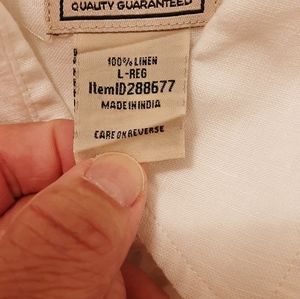 QUALITY GUARANTEED
100% LINEN
L-REG
ItemID288677
MADE IN INDIA
CARE ON REVERSE